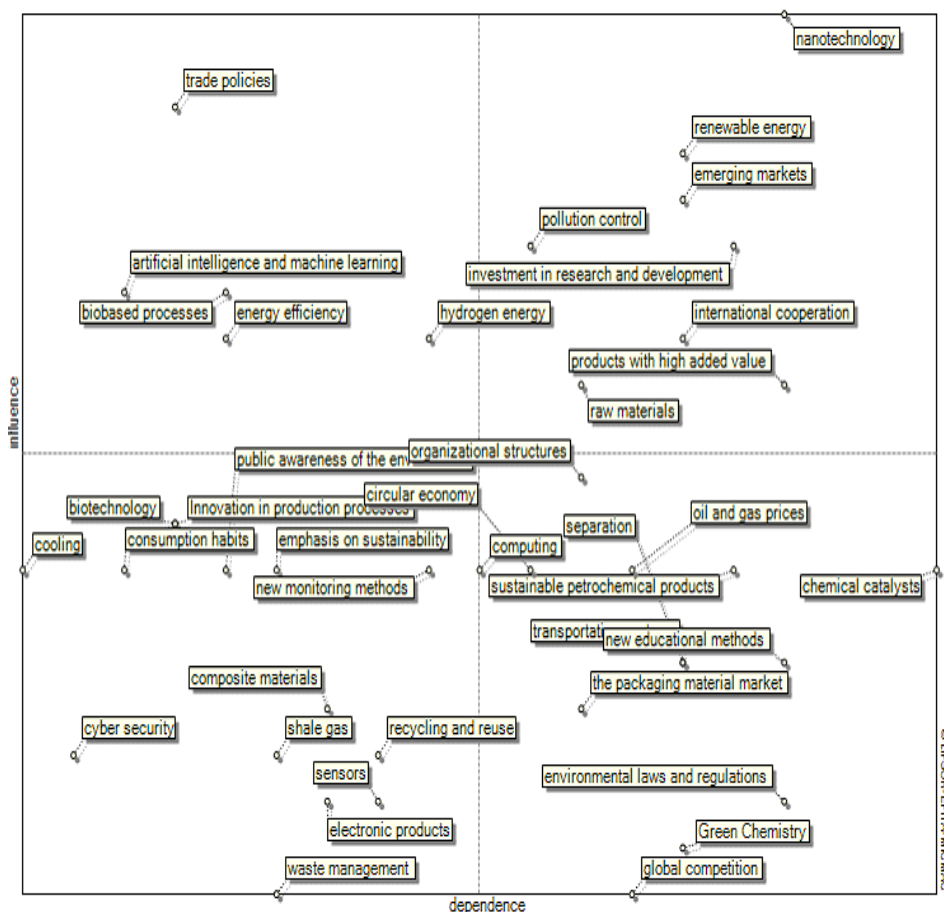 nanotechnology
trade policies
renewable energy
emerging markets
pollution control
artificial intelligence and machine learning
investment in research and development
biobased processes
energy efficiency
hydrogen energy
international cooperation
products with high added value
raw materials
influence
organizational structures
public awareness of the
circular economy
biotechnology
Innovation in production processes
oil and gas prices
separation
cooling
consumption habits
emphasis on sustainability
computing
new monitoring methods
sustainable petrochemical products
chemical catalysts
new educational methods
composite materials
the packaging material market
cyber security
shale gas
recycling and reuse
sensors
environmental laws and regulations
electronic products
Green Chemistry
waste management
global competition
dependence